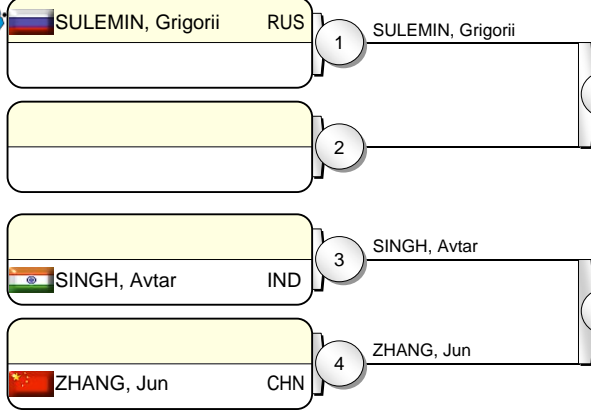 SULEMIN, Grigorii RUS
1
SULEMIN, Grigorii
2
SINGH, Avtar IND
3
SINGH, Avtar
ZHANG, Jun CHN
4
ZHANG, Jun